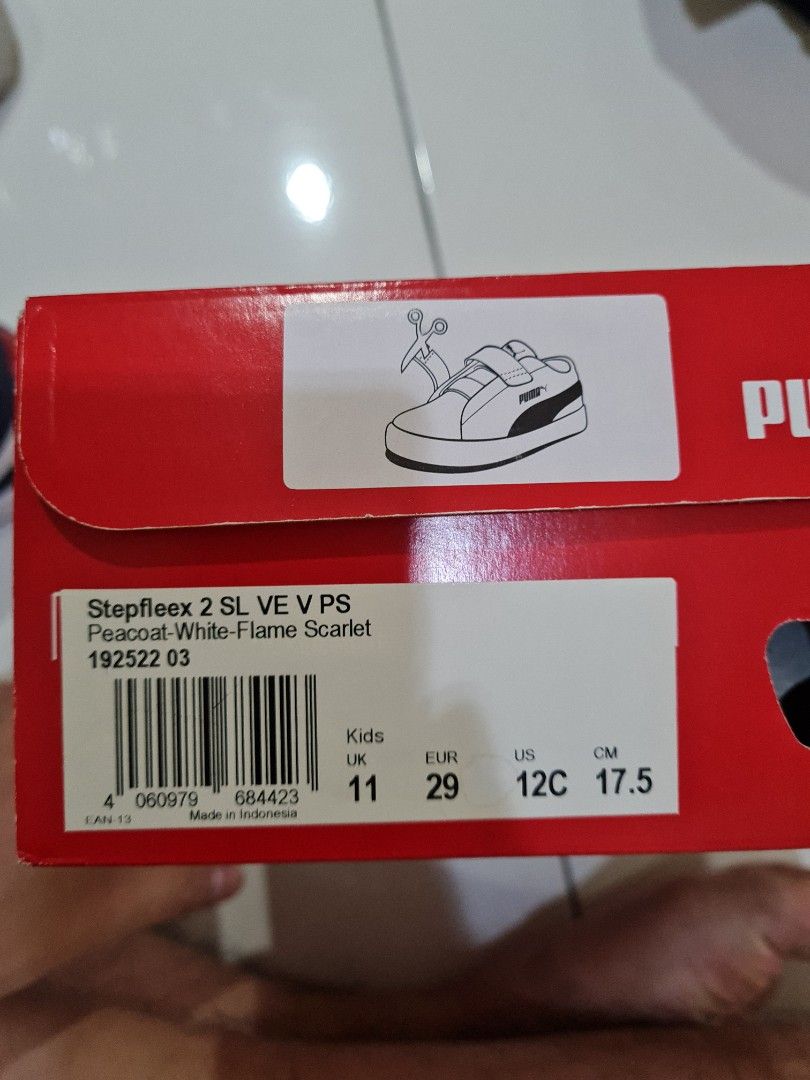 PUMA
PU
Stepfleex 2 SL VE V PS
Peacoat-White-Flame Scarlet
192522 03
Kids
UK EUR US CM
11 29 12C 17.5
4 060979 684423
EAN-13 Made in Indonesia